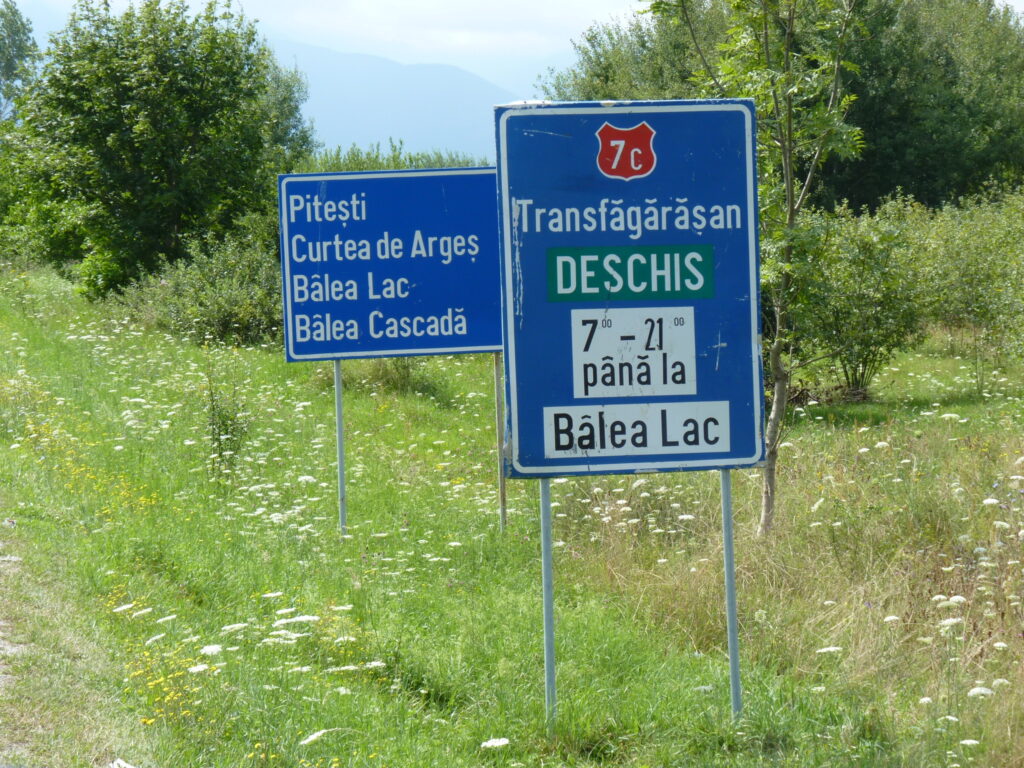 Pitești
Curtea de Argeș
Bâlea Lac
Bâlea Cascadă
7C
Transfăgărășan
DESCHIS
7⁰⁰ – 21⁰⁰
până la
Bâlea Lac